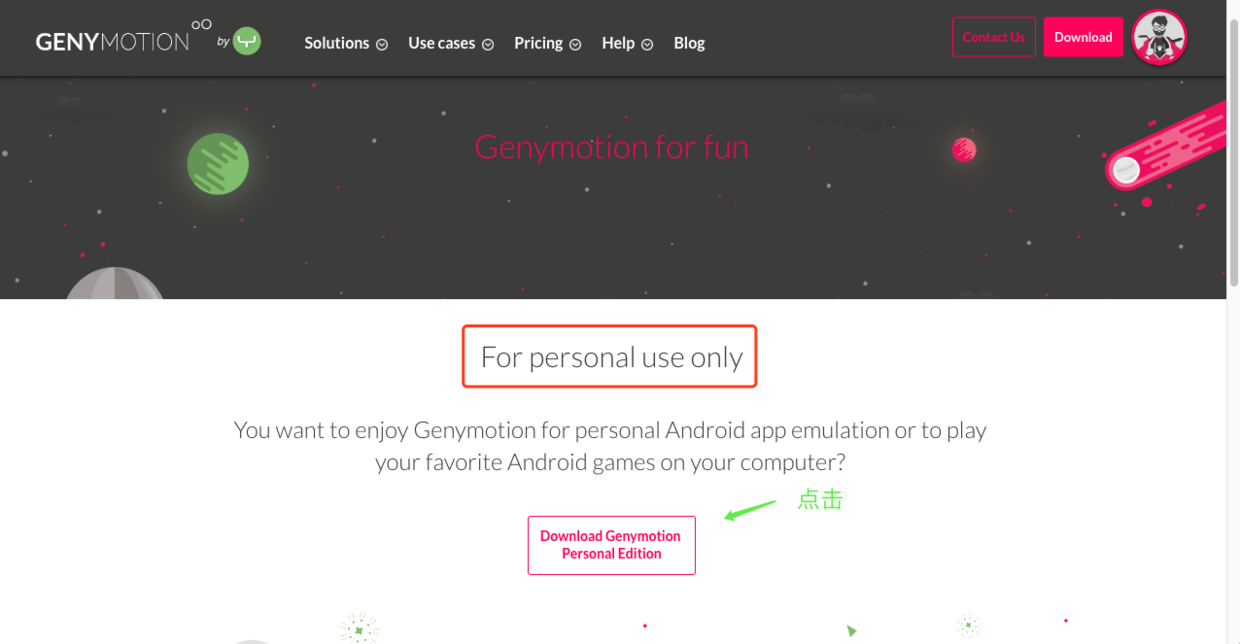 GENYMOTION by
Solutions Use cases Pricing Help Blog
Contact Us Download
Genymotion for fun
For personal use only
You want to enjoy Genymotion for personal Android app emulation or to play
your favorite Android games on your computer?
点击
Download Genymotion
Personal Edition